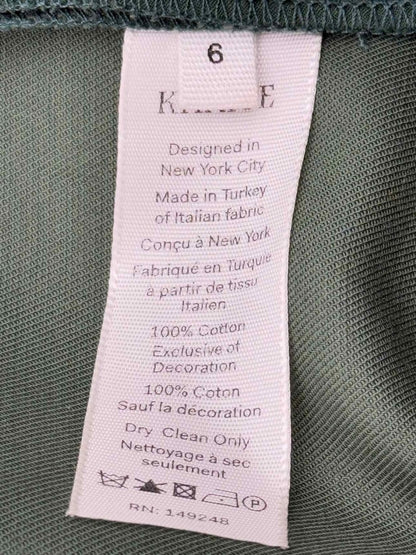 6
Designed in
New York City
Made in Turkey
of Italian fabric
Conçu à New York
Fabriqué en Turquie
à partir de tissu
Italien
100% Cotton
Exclusive of
Decoration
100% Coton
Sauf la décoration
Dry Clean Only
Nettoyage à sec
seulement
P
RN: 149248